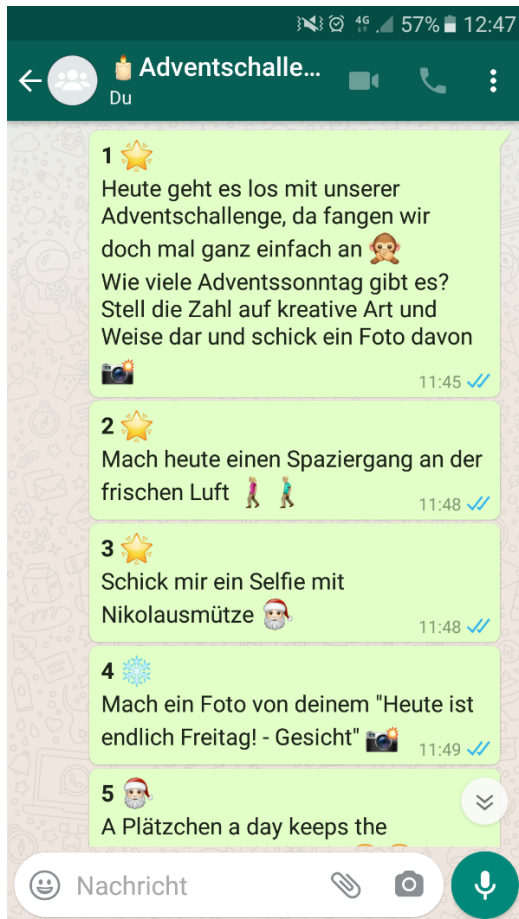 4G 57% 12:47
🕯️ Adventschalle...
Du
1 🌟
Heute geht es los mit unserer
Adventschallenge, da fangen wir
doch mal ganz einfach an 🙊
Wie viele Adventssonntag gibt es?
Stell die Zahl auf kreative Art und
Weise dar und schick ein Foto davon
📸
11:45
2 🌟
Mach heute einen Spaziergang an der
frischen Luft 🚶‍♀️ 🚶
11:48
3 🌟
Schick mir ein Selfie mit
Nikolausmütze 🎅
11:48
4 ❄️
Mach ein Foto von deinem "Heute ist
endlich Freitag! - Gesicht" 📸
11:49
5 🎅
A Plätzchen a day keeps the
Nachricht